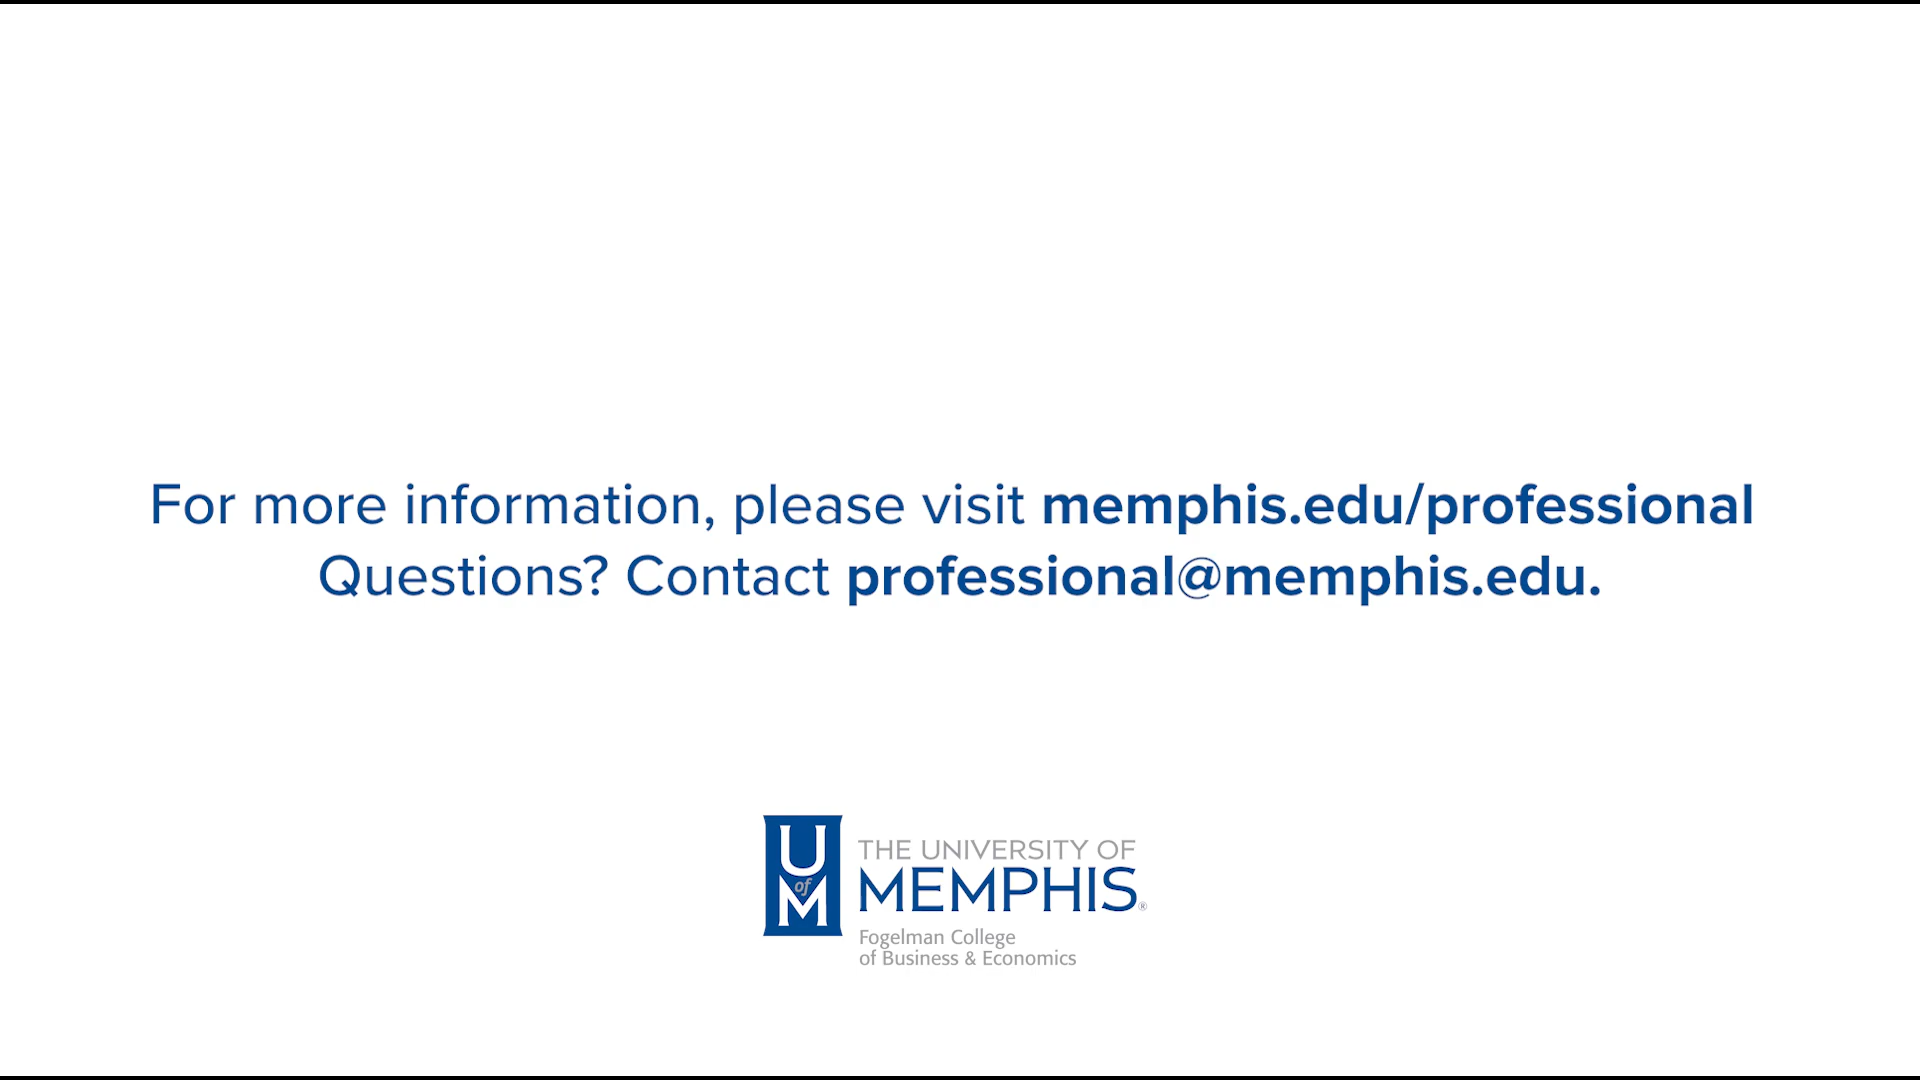 For more information, please visit memphis.edu/professional
Questions? Contact professional@memphis.edu.
U
of
M
THE UNIVERSITY OF
MEMPHIS®
Fogelman College
of Business & Economics